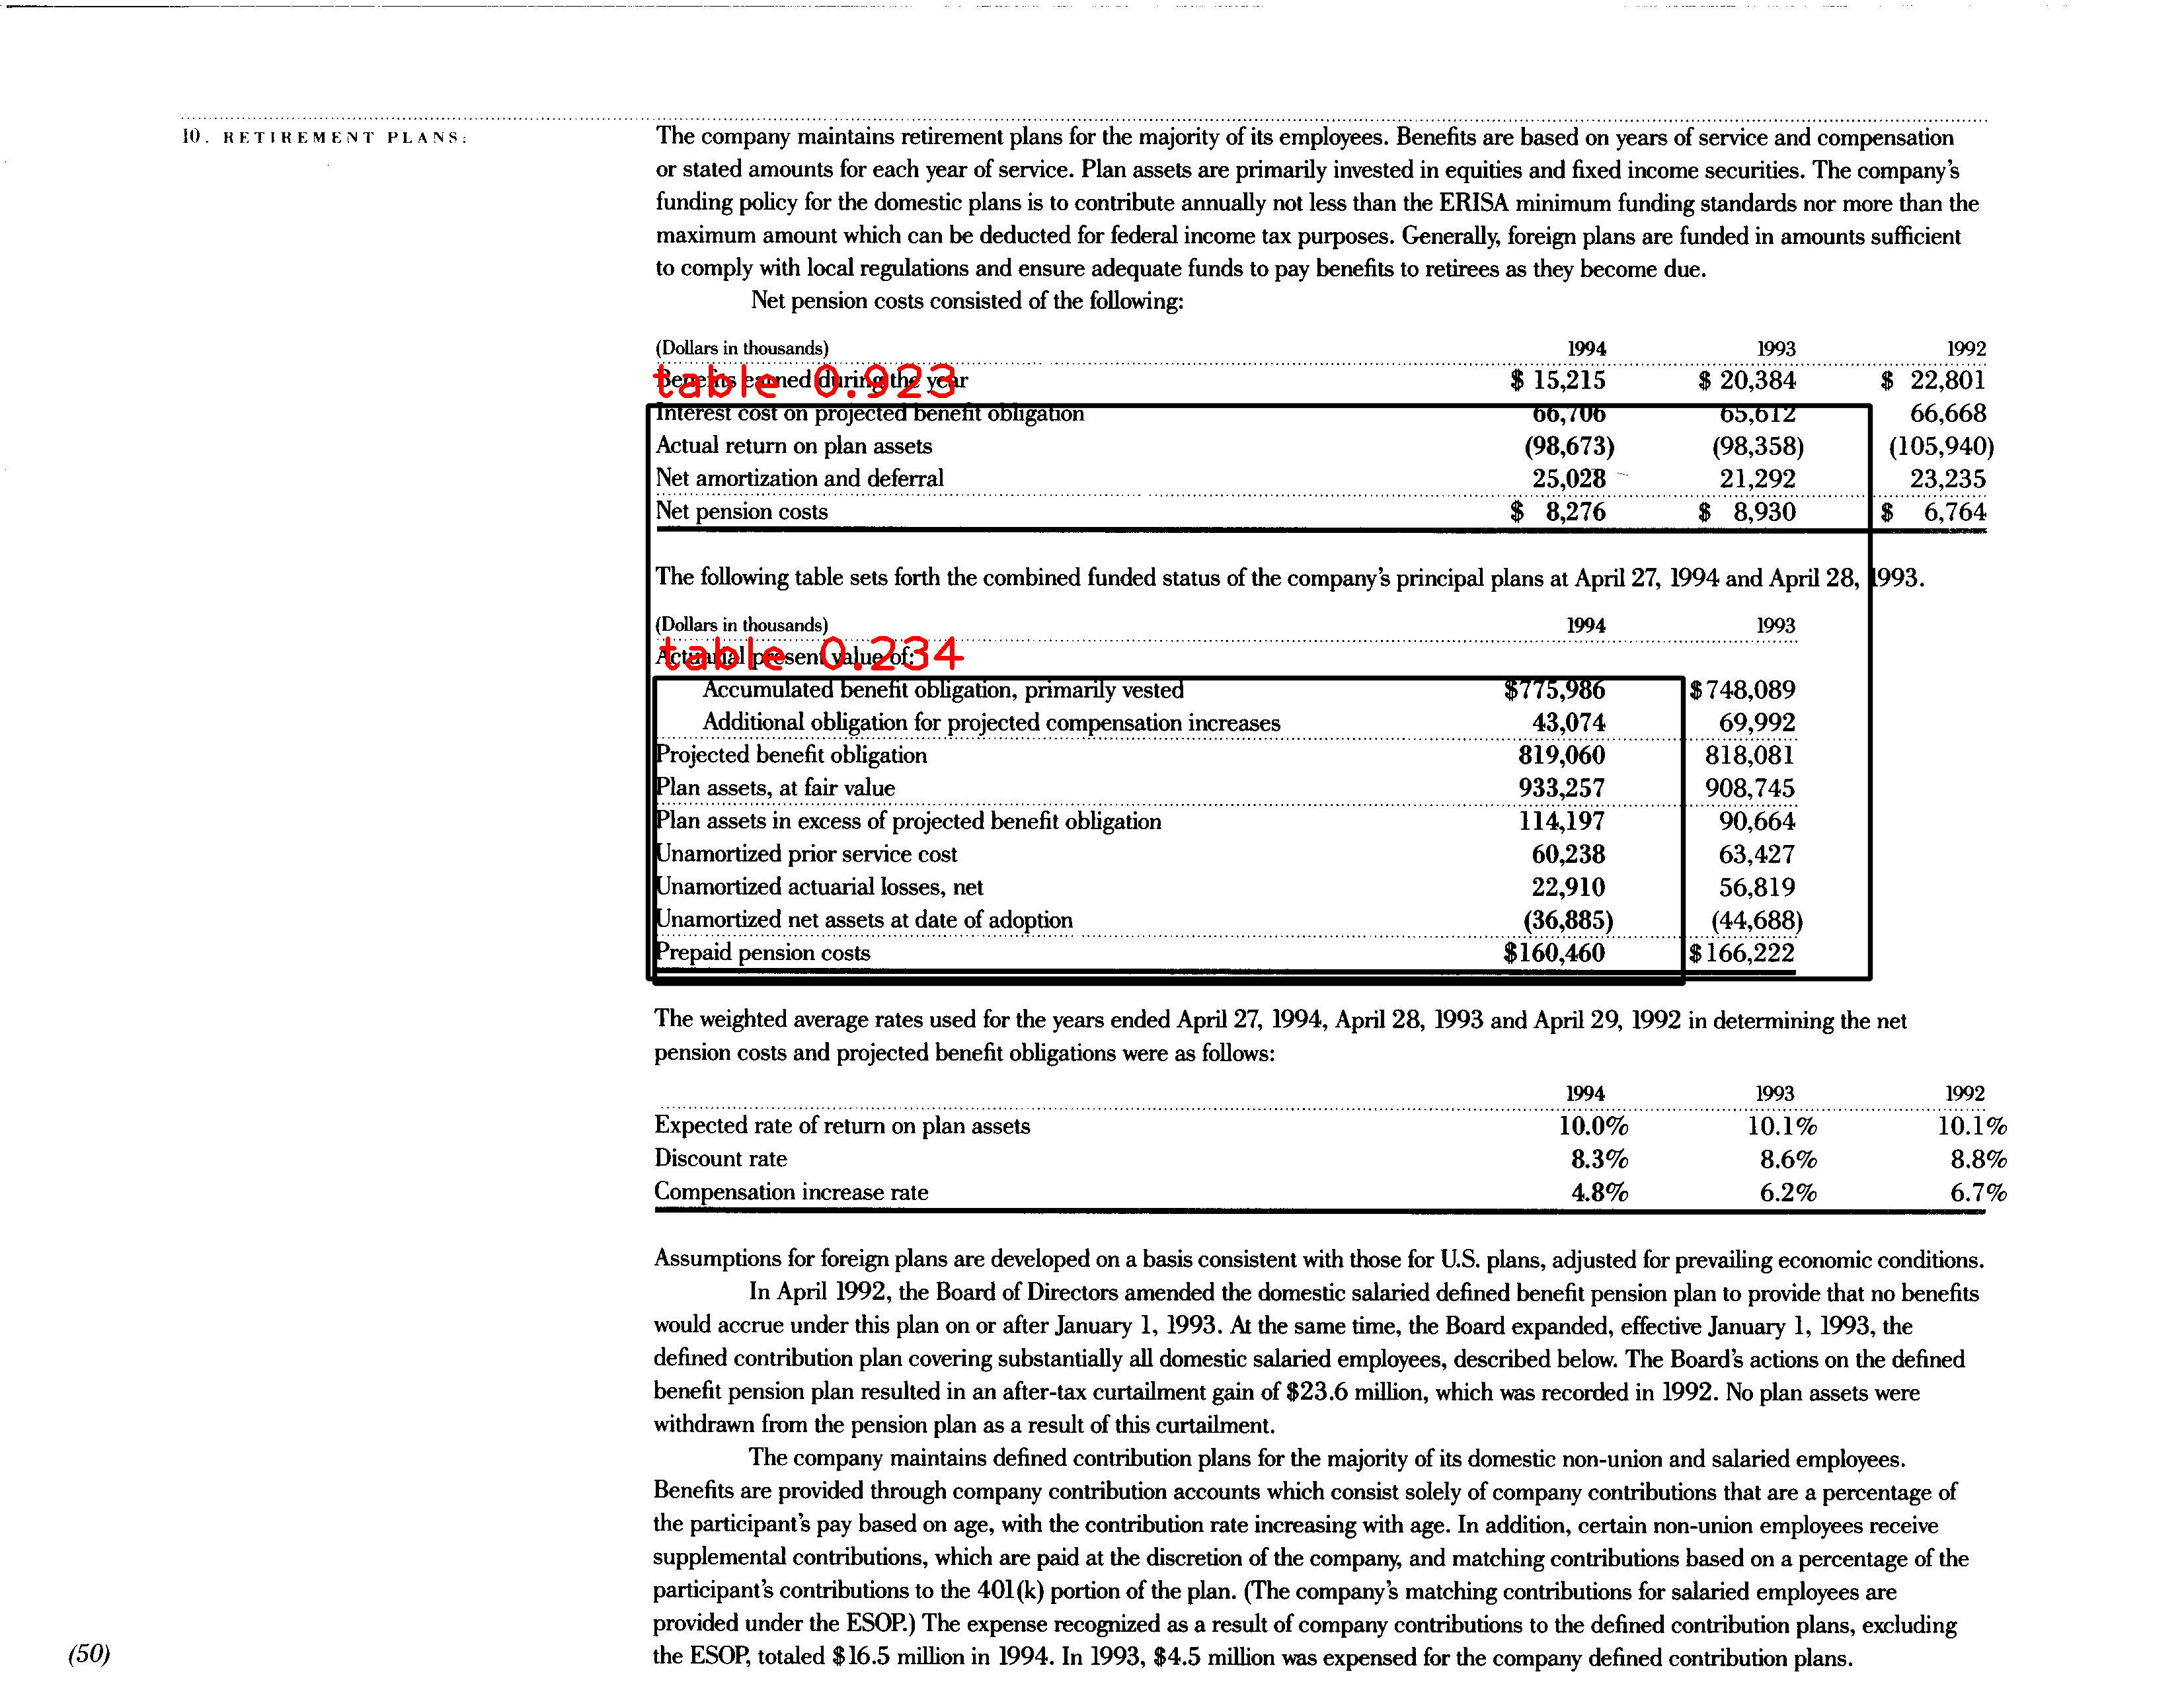 10. RETIREMENT PLANS:
The company maintains retirement plans for the majority of its employees. Benefits are based on years of service and compensation
or stated amounts for each year of service. Plan assets are primarily invested in equities and fixed income securities. The company's
funding policy for the domestic plans is to contribute annually not less than the ERISA minimum funding standards nor more than the
maximum amount which can be deducted for federal income tax purposes. Generally, foreign plans are funded in amounts sufficient
to comply with local regulations and ensure adequate funds to pay benefits to retirees as they become due.
Net pension costs consisted of the following:
(Dollars in thousands) 1994 1993 1992
Benefits earned during the year $ 15,215 $ 20,384 $ 22,801
table 0.923
Interest cost on projected benefit obligation 66,706 65,612 66,668
Actual return on plan assets (98,673) (98,358) (105,940)
Net amortization and deferral 25,028 21,292 23,235
Net pension costs $ 8,276 $ 8,930 $ 6,764
The following table sets forth the combined funded status of the company's principal plans at April 27, 1994 and April 28, 1993.
(Dollars in thousands) 1994 1993
Actuarial present value of:
table 0.234
Accumulated benefit obligation, primarily vested $775,986 $748,089
Additional obligation for projected compensation increases 43,074 69,992
Projected benefit obligation 819,060 818,081
Plan assets, at fair value 933,257 908,745
Plan assets in excess of projected benefit obligation 114,197 90,664
Unamortized prior service cost 60,238 63,427
Unamortized actuarial losses, net 22,910 56,819
Unamortized net assets at date of adoption (36,885) (44,688)
Prepaid pension costs $160,460 $166,222
The weighted average rates used for the years ended April 27, 1994, April 28, 1993 and April 29, 1992 in determining the net
pension costs and projected benefit obligations were as follows:
1994 1993 1992
Expected rate of return on plan assets 10.0% 10.1% 10.1%
Discount rate 8.3% 8.6% 8.8%
Compensation increase rate 4.8% 6.2% 6.7%
Assumptions for foreign plans are developed on a basis consistent with those for U.S. plans, adjusted for prevailing economic conditions.
In April 1992, the Board of Directors amended the domestic salaried defined benefit pension plan to provide that no benefits
would accrue under this plan on or after January 1, 1993. At the same time, the Board expanded, effective January 1, 1993, the
defined contribution plan covering substantially all domestic salaried employees, described below. The Board's actions on the defined
benefit pension plan resulted in an after-tax curtailment gain of $23.6 million, which was recorded in 1992. No plan assets were
withdrawn from the pension plan as a result of this curtailment.
The company maintains defined contribution plans for the majority of its domestic non-union and salaried employees.
Benefits are provided through company contribution accounts which consist solely of company contributions that are a percentage of
the participant's pay based on age, with the contribution rate increasing with age. In addition, certain non-union employees receive
supplemental contributions, which are paid at the discretion of the company, and matching contributions based on a percentage of the
participant's contributions to the 401(k) portion of the plan. (The company's matching contributions for salaried employees are
provided under the ESOP.) The expense recognized as a result of company contributions to the defined contribution plans, excluding
the ESOP, totaled $16.5 million in 1994. In 1993, $4.5 million was expensed for the company defined contribution plans.
(50)